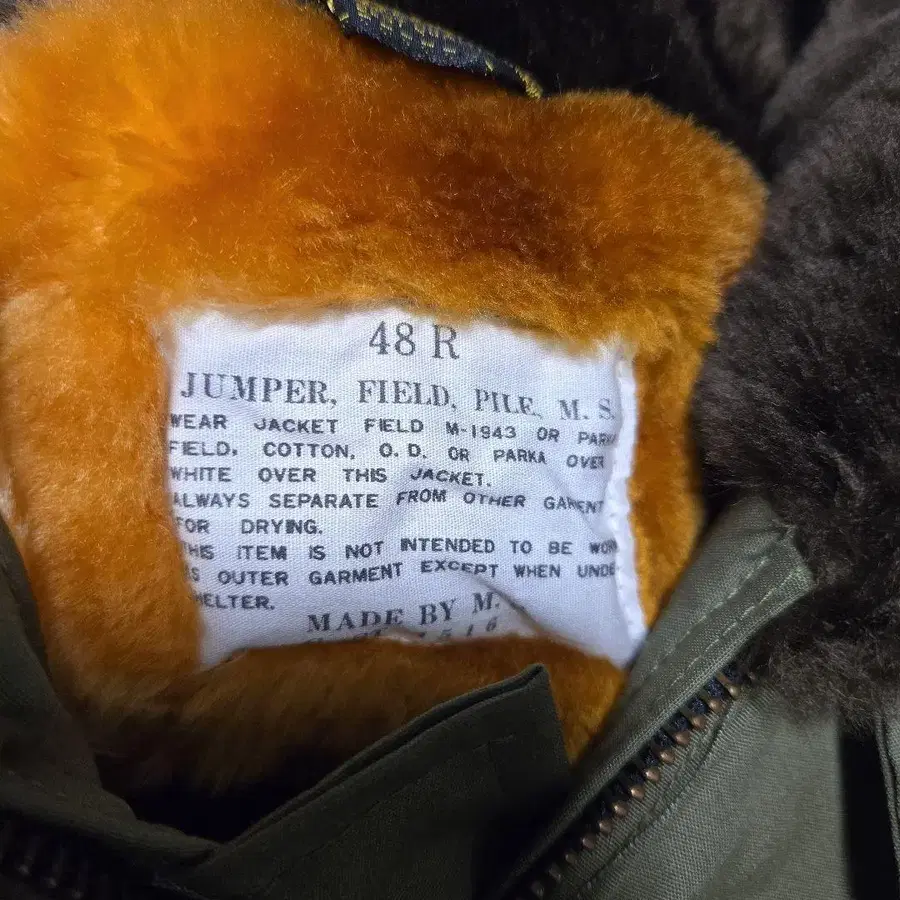 48 R
JUMPER, FIELD, PILE, M. S.
WEAR JACKET FIELD M-1943 OR PARKA
FIELD, COTTON, O.D. OR PARKA OVER
WHITE OVER THIS JACKET.
ALWAYS SEPARATE FROM OTHER GARMENT
FOR DRYING.
THIS ITEM IS NOT INTENDED TO BE WORN
AS OUTER GARMENT EXCEPT WHEN UNDER
SHELTER.
MADE BY M.